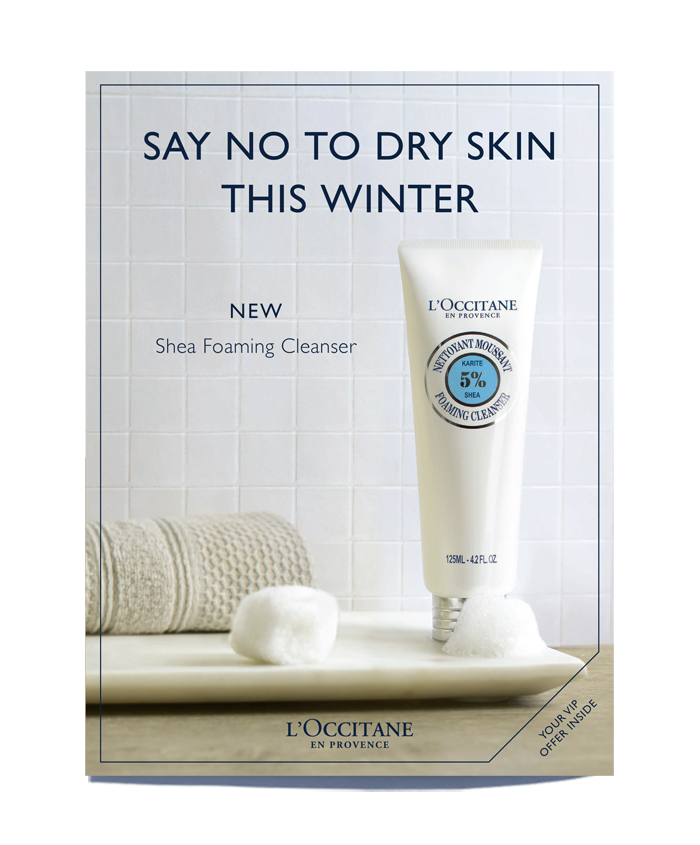 SAY NO TO DRY SKIN
THIS WINTER
NEW
Shea Foaming Cleanser
L'OCCITANE
EN PROVENCE
NETTOYANT MOUSSANT
KARITE
5%
SHEA
FOAMING CLEANSER
125ML - 4.2 FL. OZ.
L'OCCITANE
EN PROVENCE
YOUR VIP
OFFER INSIDE